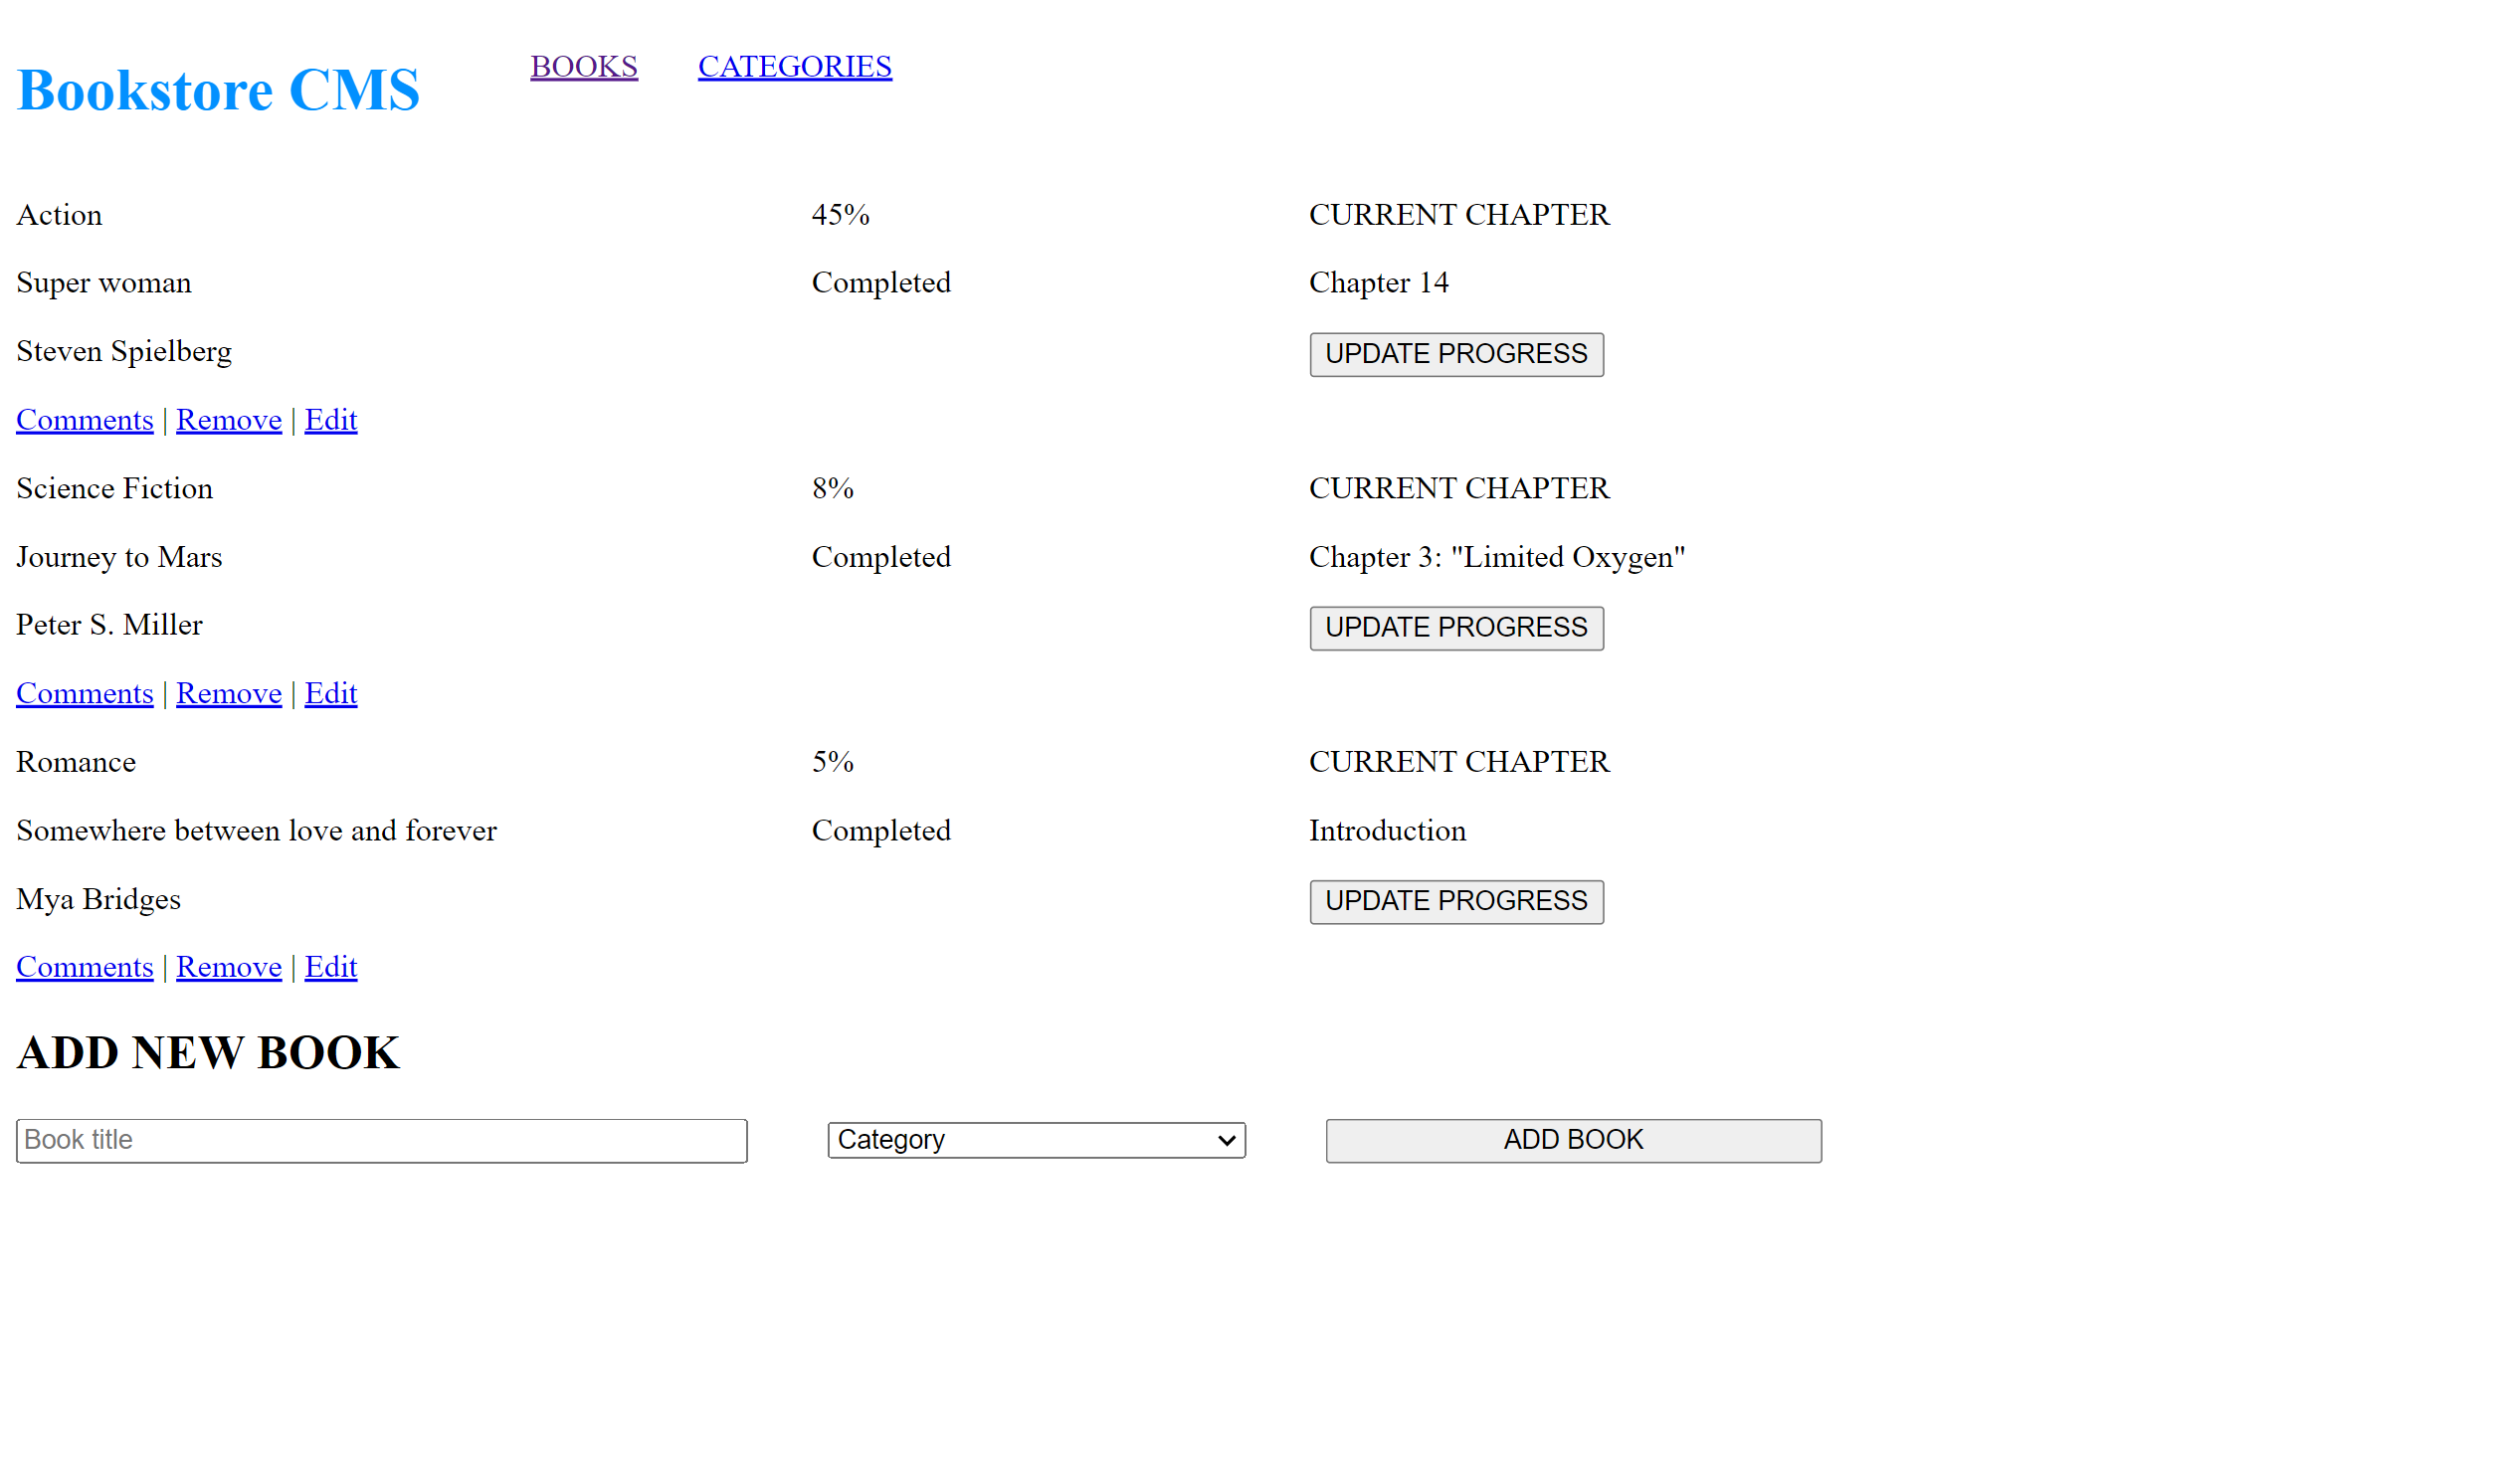 Bookstore CMS BOOKS CATEGORIES
Action 45% CURRENT CHAPTER
Super woman Completed Chapter 14
Steven Spielberg UPDATE PROGRESS
Comments | Remove | Edit
Science Fiction 8% CURRENT CHAPTER
Journey to Mars Completed Chapter 3: "Limited Oxygen"
Peter S. Miller UPDATE PROGRESS
Comments | Remove | Edit
Romance 5% CURRENT CHAPTER
Somewhere between love and forever Completed Introduction
Mya Bridges UPDATE PROGRESS
Comments | Remove | Edit
ADD NEW BOOK
Book title Category ADD BOOK